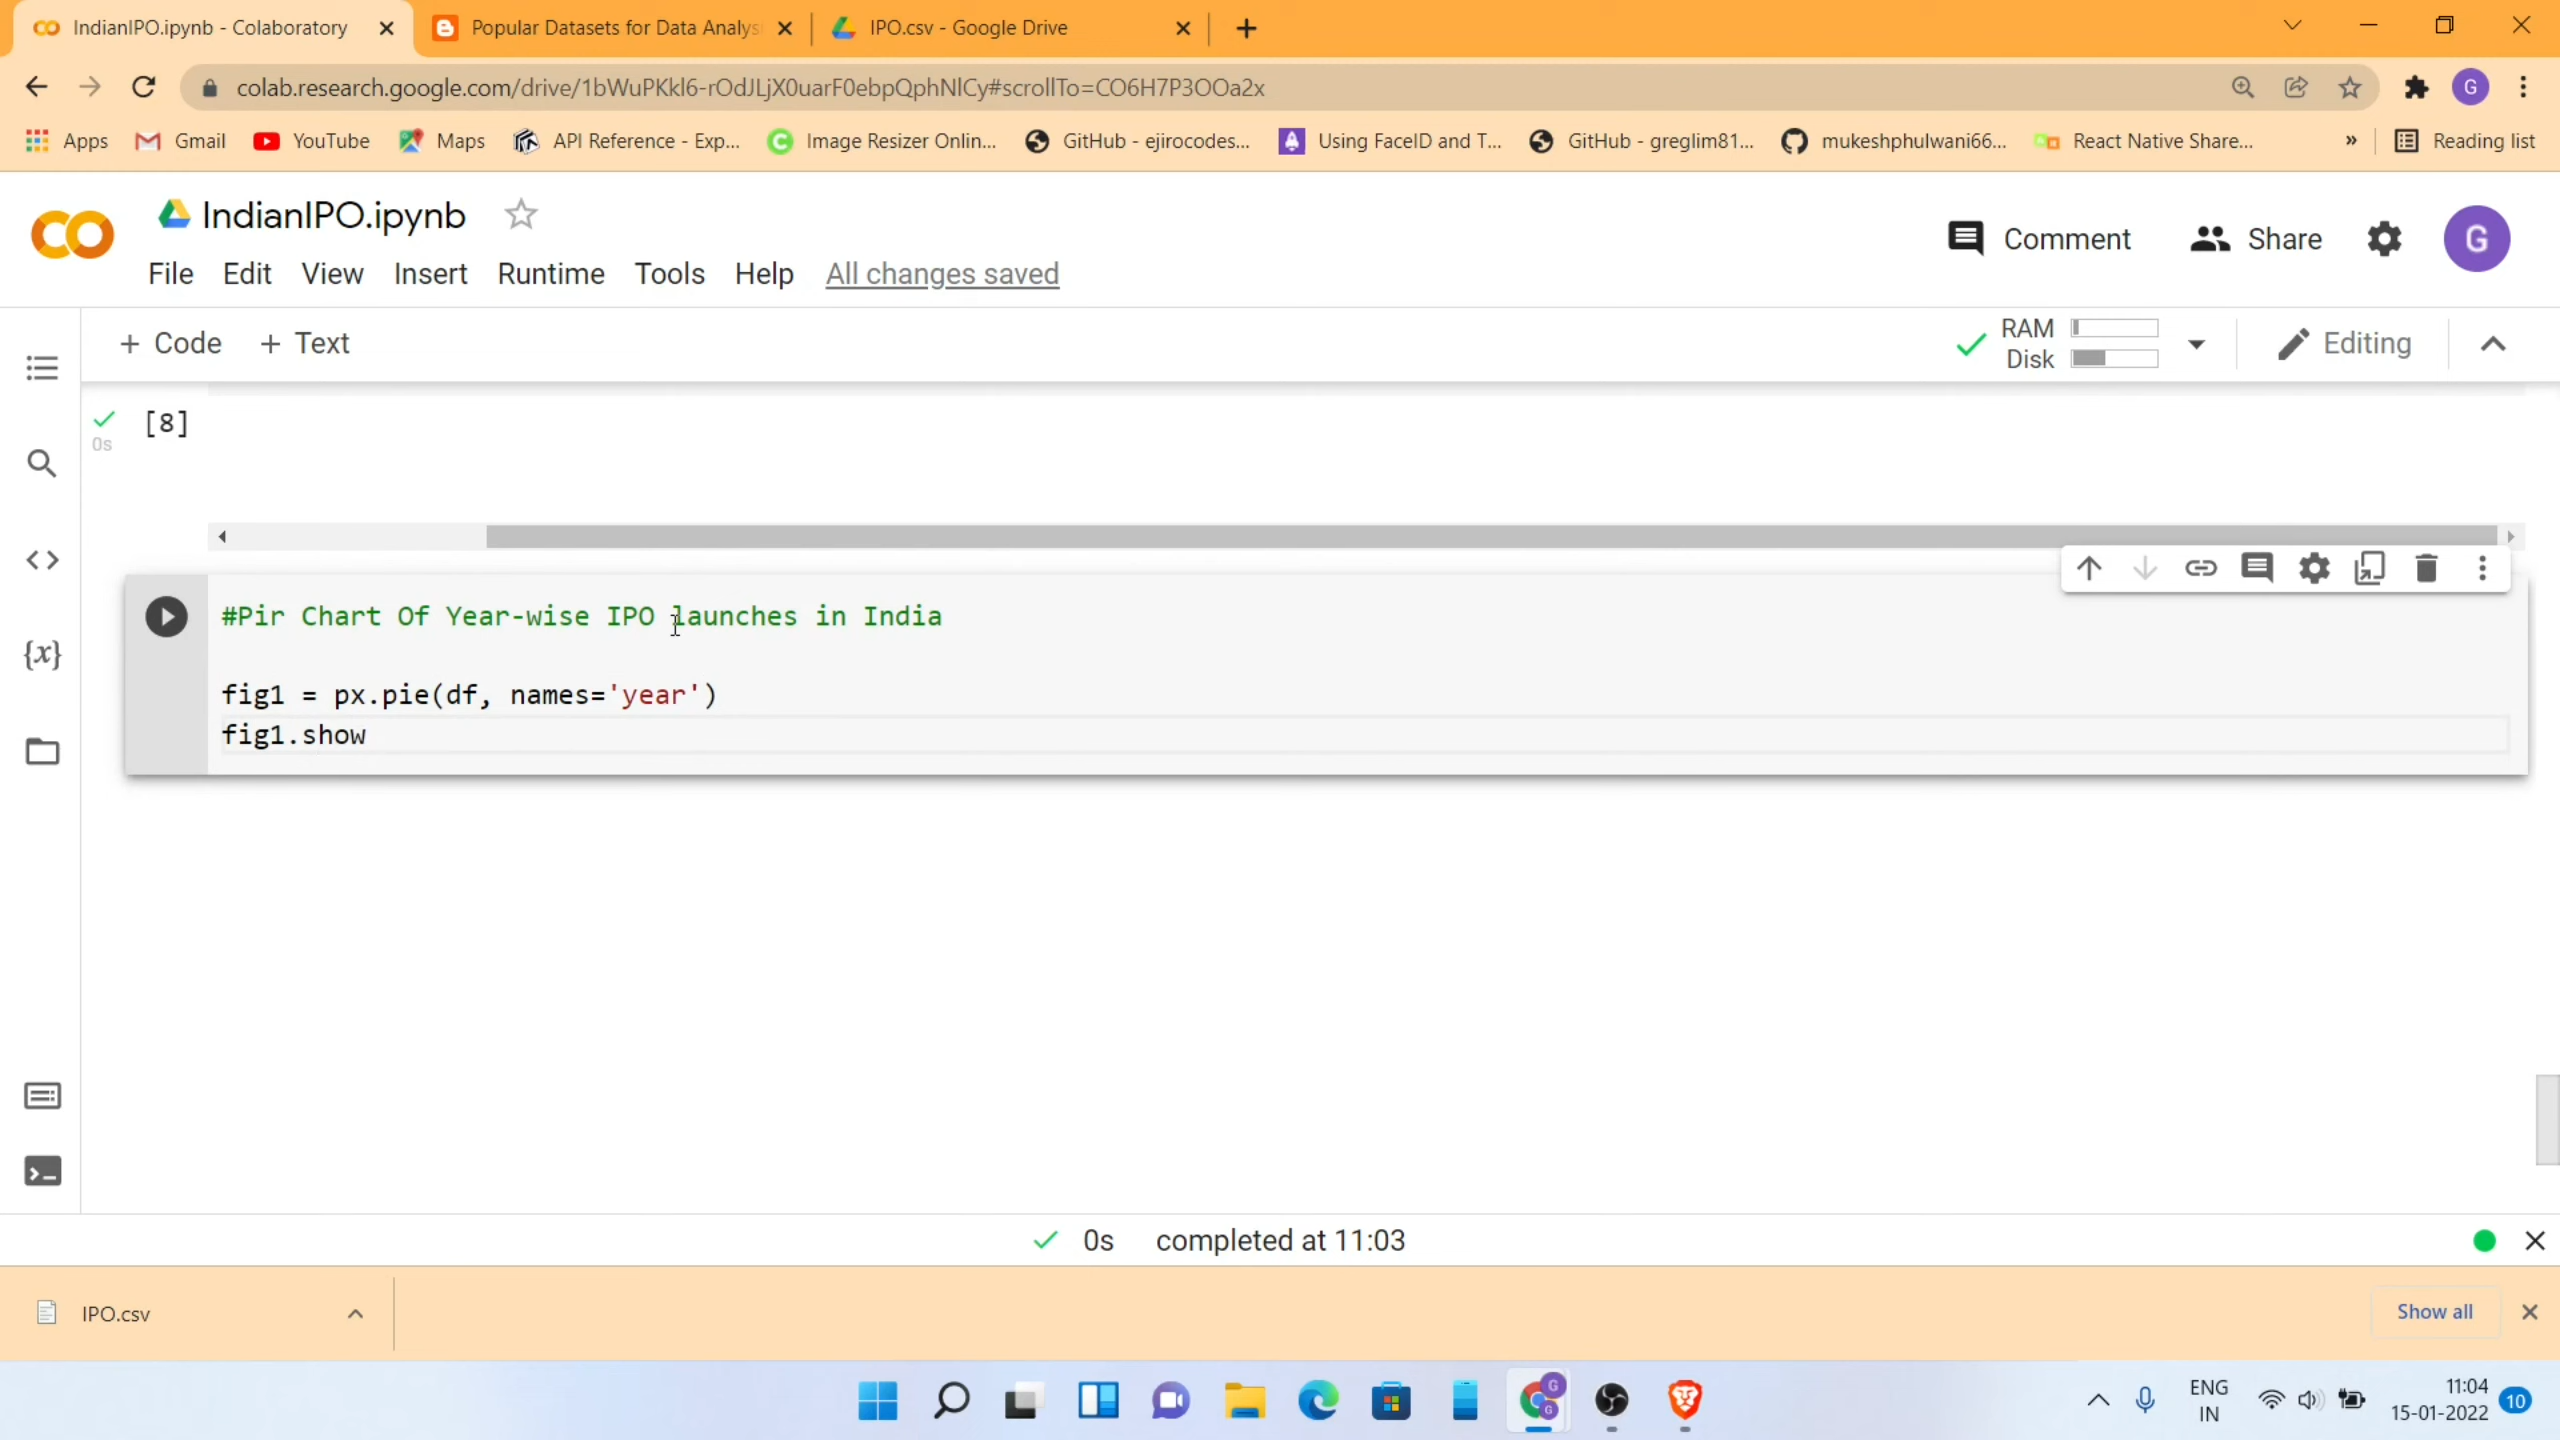 IndianIPO.ipynb - Colaboratory
Popular Datasets for Data Analys
IPO.csv - Google Drive
colab.research.google.com/drive/1bWuPKkl6-rOdJLjX0uarF0ebpQphNlCy#scrollTo=CO6H7P3OOa2x
G
Apps
Gmail
YouTube
Maps
API Reference - Exp...
Image Resizer Onlin...
GitHub - ejirocodes...
Using FaceID and T...
GitHub - greglim81...
mukeshphulwani66...
React Native Share...
»
Reading list
IndianIPO.ipynb
Comment
Share
G
File Edit View Insert Runtime Tools Help All changes saved
+ Code + Text
RAM
Disk
Editing
[8]
0s
#Pir Chart Of Year-wise IPO launches in India
fig1 = px.pie(df, names='year')
fig1.show
{x}
0s completed at 11:03
IPO.csv
Show all
ENG
IN
11:04
15-01-2022
10